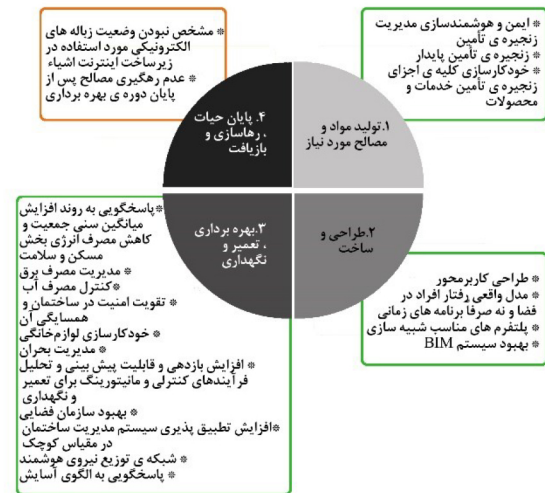 * ایمن و هوشمندسازی مدیریت
زنجیره ی تأمین
* زنجیره ی تأمین پایدار
* خودکارسازی کلیه ی اجزای
زنجیره ی تأمین خدمات و
محصولات
۱. تولید مواد و
مصالح مورد نیاز
۲. طراحی و
ساخت
* طراحی کاربرمحور
* مدل واقعی رفتار افراد در
فضا و نه صرفاً برنامه های زمانی
* پلتفرم های مناسب شبیه سازی
* بهبود سیستم BIM
۳. بهره برداری
، تعمیر و
نگهداری
* پاسخگویی به روند افزایش
میانگین سنی جمعیت و
کاهش مصرف انرژی بخش
مسکن و سلامت
* مدیریت مصرف برق
* کنترل مصرف آب
* تقویت امنیت در ساختمان و
همسایگی آن
* خودکارسازی لوازم‌خانگی
* مدیریت بحران
* افزایش بازدهی و قابلیت پیش بینی و تحلیل
فرآیندهای کنترلی و مانیتورینگ برای تعمیر
و نگهداری
* بهبود سازمان فضایی
* افزایش تطبیق پذیری سیستم مدیریت ساختمان
در مقیاس کوچک
* شبکه ی توزیع نیروی هوشمند
* پاسخگویی به الگوی آسایش
۴. پایان حیات
، رهاسازی و
بازیافت
* مشخص نبودن وضعیت زباله های
الکترونیکی مورد استفاده در
زیرساخت اینترنت اشیاء
* عدم رهگیری مصالح پس از
پایان دوره ی بهره برداری